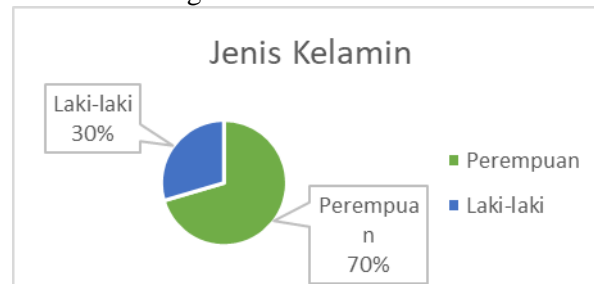 Jenis Kelamin
Laki-laki
30%
Perempuan
Laki-laki
Perempua
n
70%